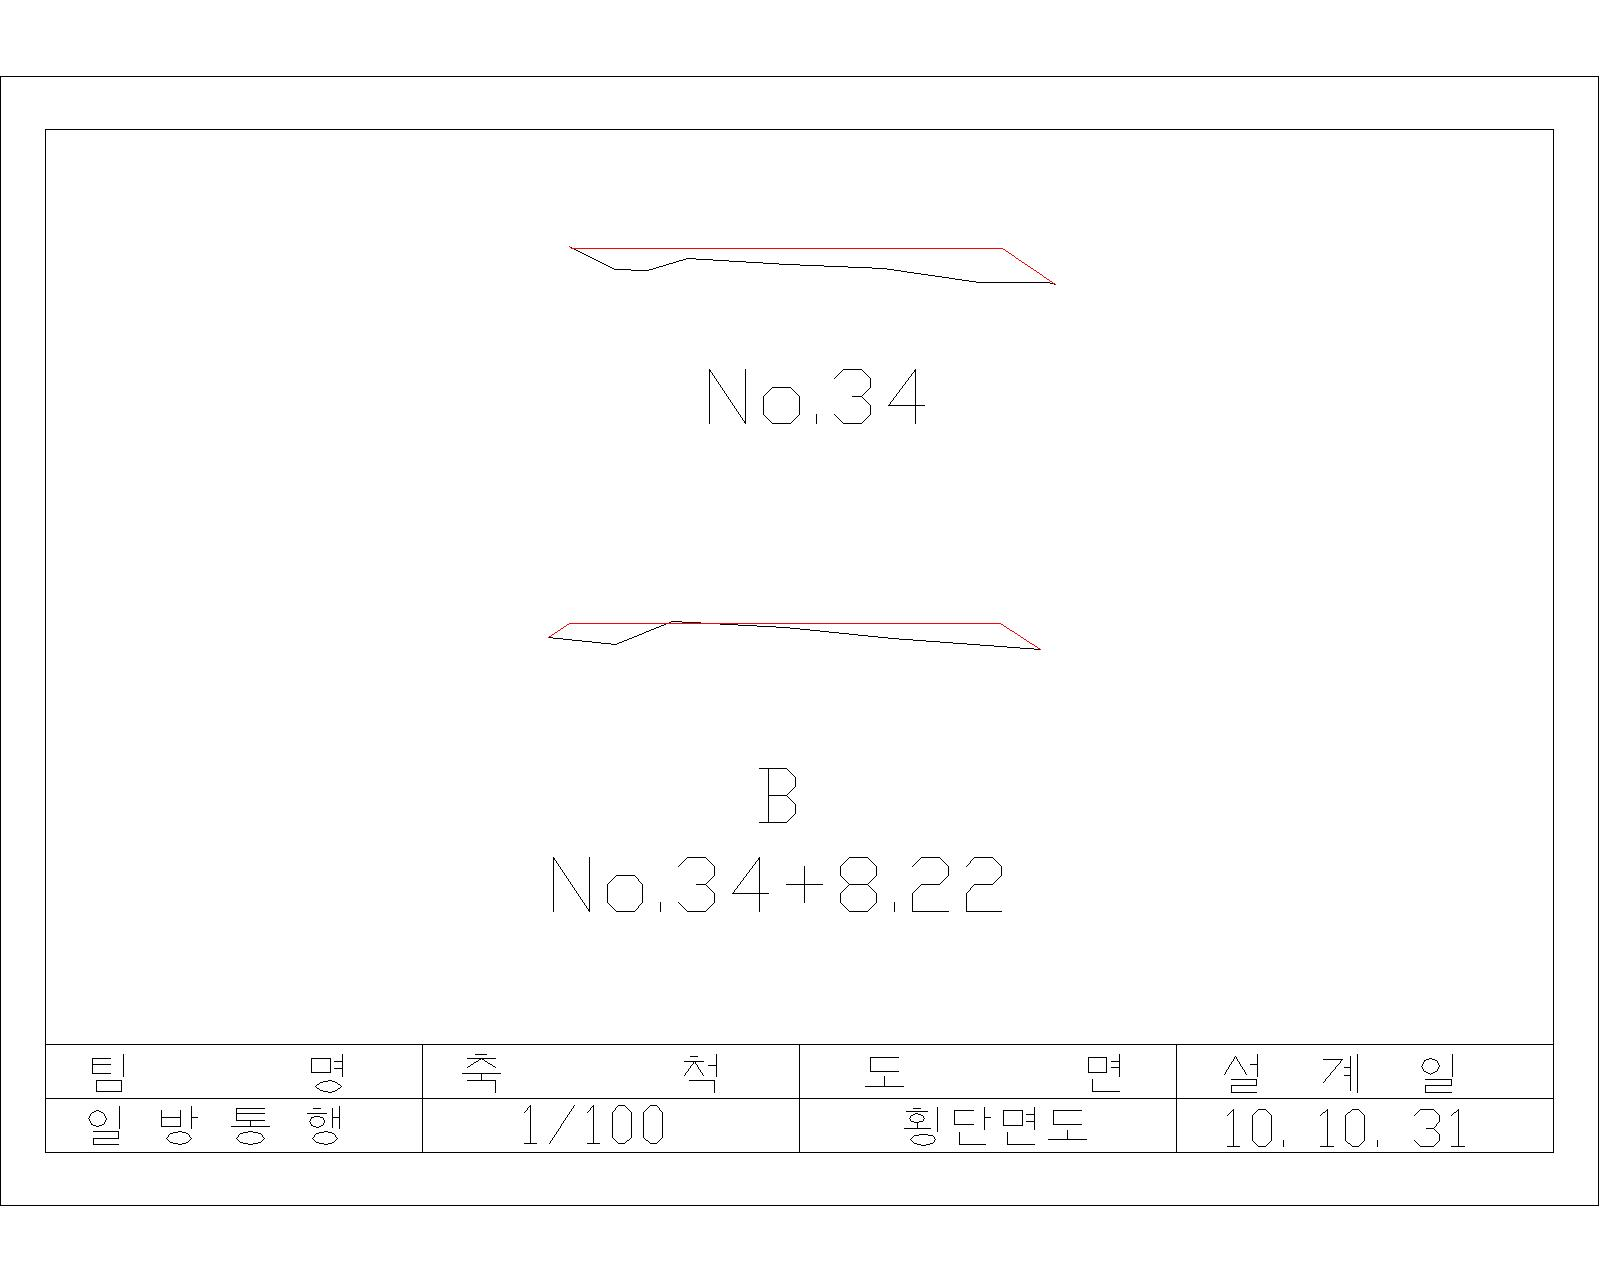 No.34
B
No.34+8.22
팀 명 축 척 도 면 설 계 일
일 방 통 행 1/100 횡단면도 10. 10. 31